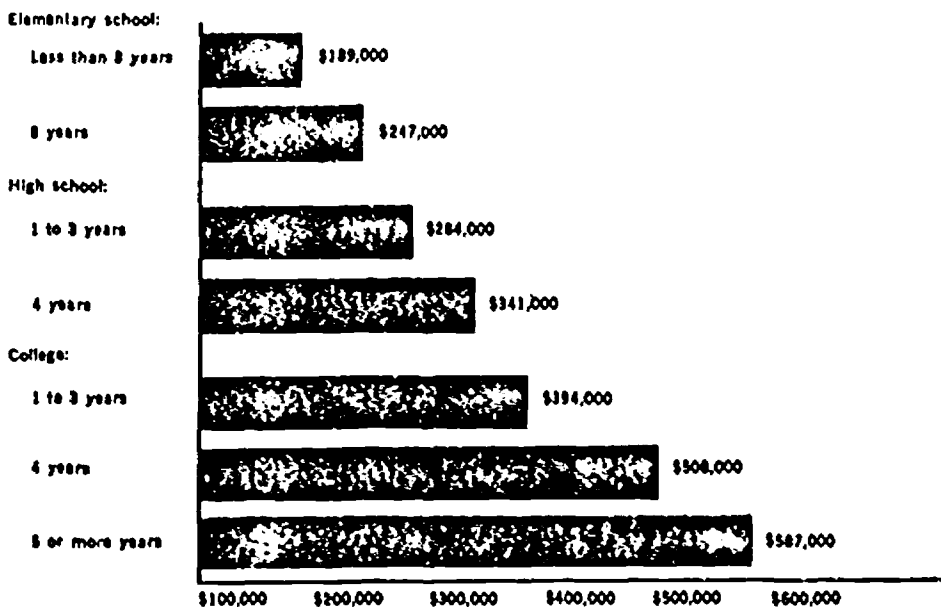 Elementary school:
Less than 8 years $189,000
8 years $247,000
High school:
1 to 3 years $284,000
4 years $341,000
College:
1 to 3 years $394,000
4 years $508,000
5 or more years $587,000
$100,000 $200,000 $300,000 $400,000 $500,000 $600,000